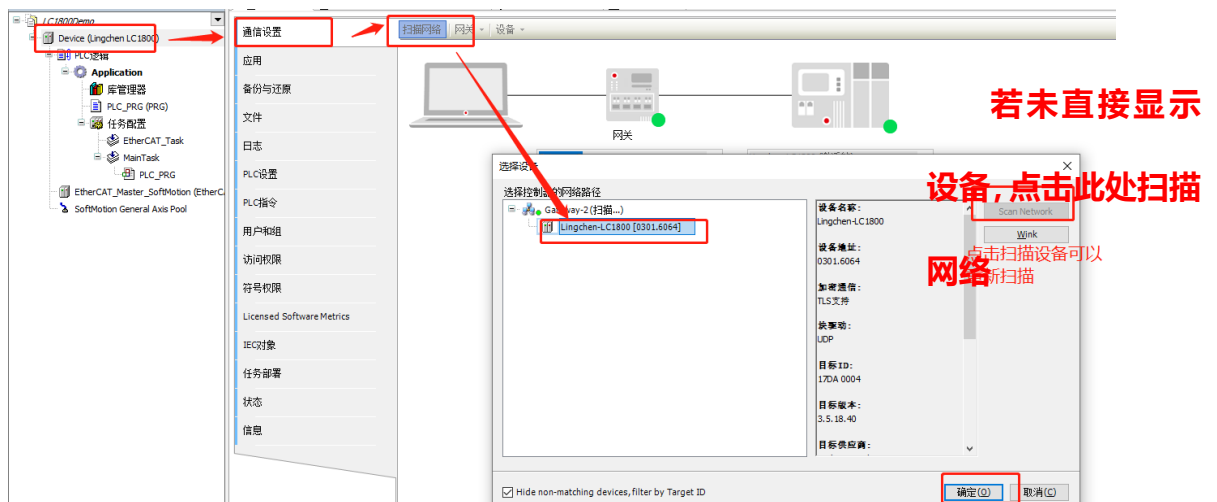 LC1800Demo
Device (Lingchen LC1800)
PLC逻辑
Application
库管理器
PLC_PRG (PRG)
任务配置
EtherCAT_Task
MainTask
PLC_PRG
EtherCAT_Master_SoftMotion (EtherC
SoftMotion General Axis Pool
通信设置
应用
备份与还原
文件
日志
PLC设置
PLC指令
用户和组
访问权限
符号权限
Licensed Software Metrics
IEC对象
任务部署
状态
信息
扫描网络
网关
设备
网关
选择设备
选择控制器的网络路径
Gateway-2 (扫描...)
Lingchen-LC1800 [0301.6064]
设备名称:
Lingchen-LC1800
设备地址:
0301.6064
加密通信:
TLS支持
块驱动:
UDP
目标ID:
17DA 0004
目标版本:
3.5.18.40
目标供应商:
Scan Network
Wink
Hide non-matching devices, filter by Target ID
确定(O)
取消(C)
若未直接显示
设备,点击此处扫描
网络
点击扫描设备可以
新扫描